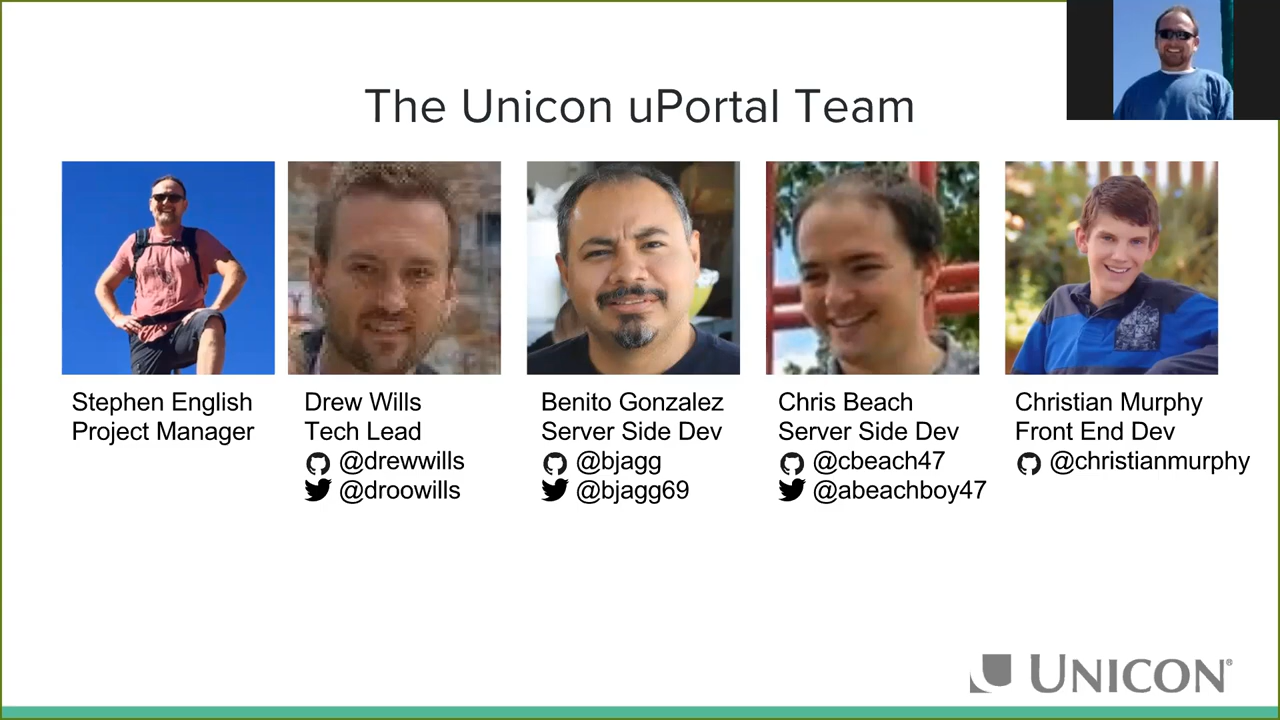 The Unicon uPortal Team
Stephen English
Project Manager
Drew Wills
Tech Lead
@drewwills
@droowills
Benito Gonzalez
Server Side Dev
@bjagg
@bjagg69
Chris Beach
Server Side Dev
@cbeach47
@abeachboy47
Christian Murphy
Front End Dev
@christianmurphy
UNICON®